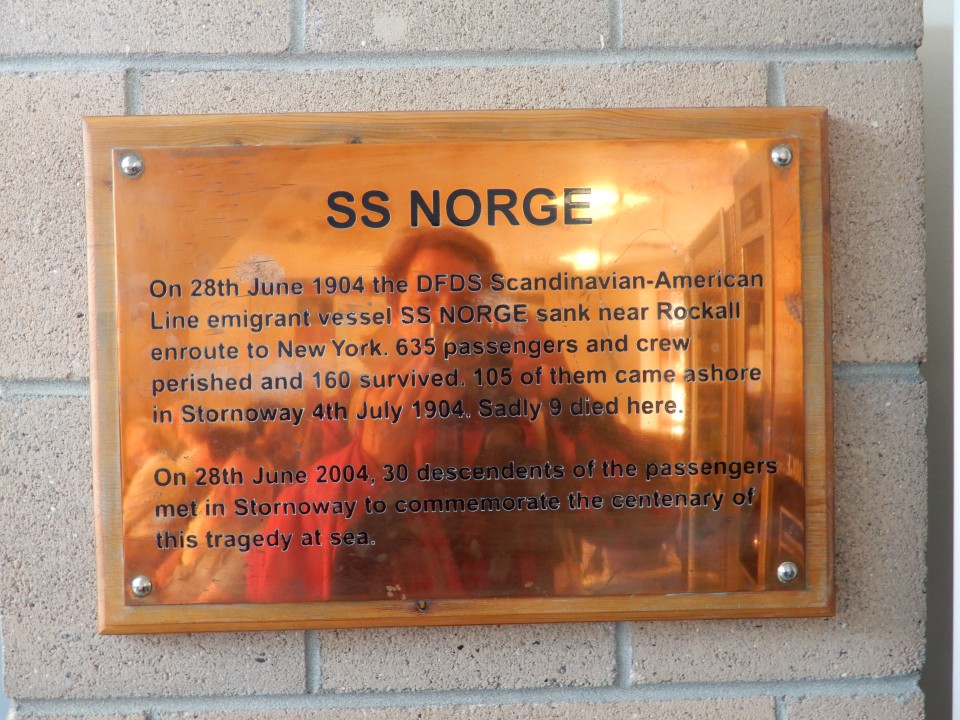 SS NORGE
On 28th June 1904 the DFDS Scandinavian-American
Line emigrant vessel SS NORGE sank near Rockall
enroute to New York. 635 passengers and crew
perished and 160 survived. 105 of them came ashore
in Stornoway 4th July 1904. Sadly 9 died here.
On 28th June 2004, 30 descendents of the passengers
met in Stornoway to commemorate the centenary of
this tragedy at sea.